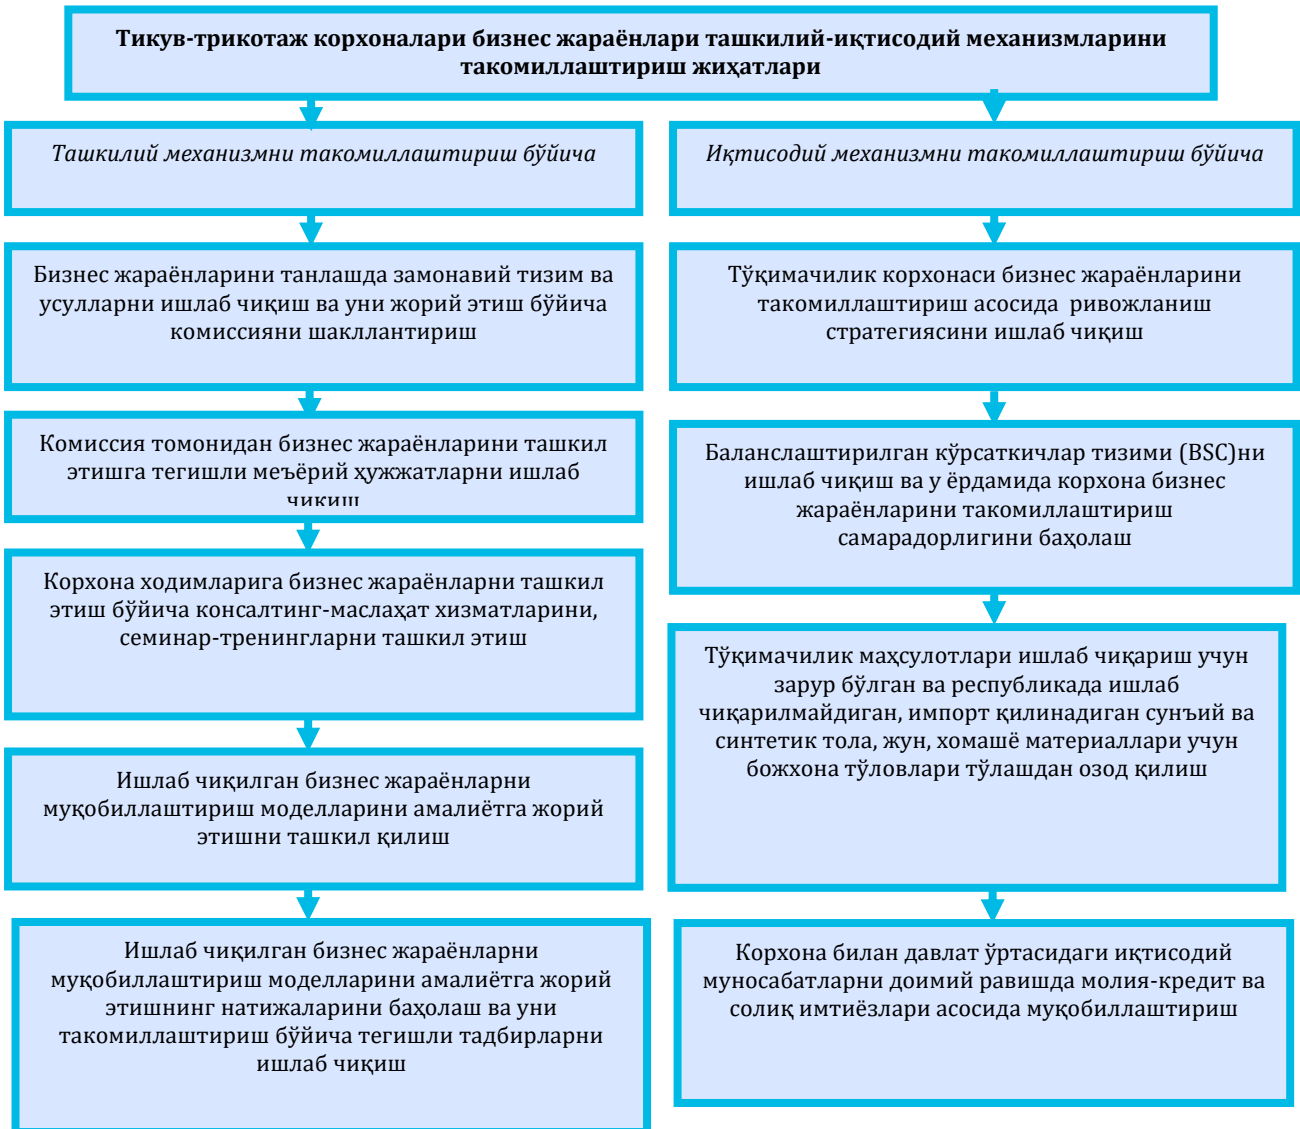 Тикув-трикотаж корхоналари бизнес жараёнлари ташкилий-иқтисодий механизмларини
такомиллаштириш жиҳатлари
Ташкилий механизмни такомиллаштириш бўйича
Бизнес жараёнларини танлашда замонавий тизим ва
усулларни ишлаб чиқиш ва уни жорий этиш бўйича
комиссияни шакллантириш
Комиссия томонидан бизнес жараёнларини ташкил
этишга тегишли меъёрий ҳужжатларни ишлаб
чиқиш
Корхона ходимларига бизнес жараёнларни ташкил
этиш бўйича консалтинг-маслаҳат хизматларини,
семинар-тренингларни ташкил этиш
Ишлаб чиқилган бизнес жараёнларни
муқобиллаштириш моделларини амалиётга жорий
этишни ташкил қилиш
Ишлаб чиқилган бизнес жараёнларни
муқобиллаштириш моделларини амалиётга жорий
этишнинг натижаларини баҳолаш ва уни
такомиллаштириш бўйича тегишли тадбирларни
ишлаб чиқиш
Иқтисодий механизмни такомиллаштириш бўйича
Тўқимачилик корхонаси бизнес жараёнларини
такомиллаштириш асосида ривожланиш
стратегиясини ишлаб чиқиш
Баланслаштирилган кўрсаткичлар тизими (BSC)ни
ишлаб чиқиш ва у ёрдамида корхона бизнес
жараёнларини такомиллаштириш
самарадорлигини баҳолаш
Тўқимачилик маҳсулотлари ишлаб чиқариш учун
зарур бўлган ва республикада ишлаб
чиқарилмайдиган, импорт қилинадиган сунъий ва
синтетик тола, жун, хомашё материаллари учун
божхона тўловлари тўлашдан озод қилиш
Корхона билан давлат ўртасидаги иқтисодий
муносабатларни доимий равишда молия-кредит ва
солиқ имтиёзлари асосида муқобиллаштириш